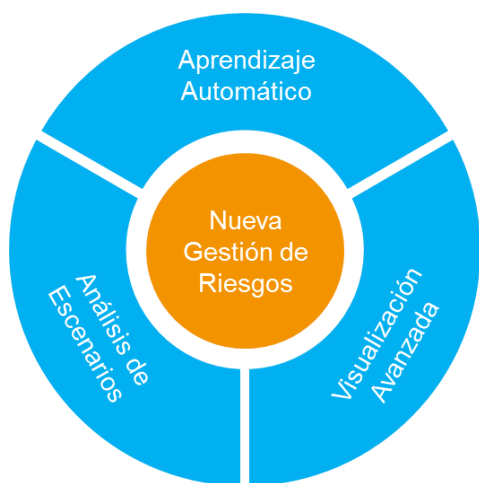 Aprendizaje
Automático
Nueva
Gestión de
Riesgos
Análisis de
Escenarios
Visualización
Avanzada